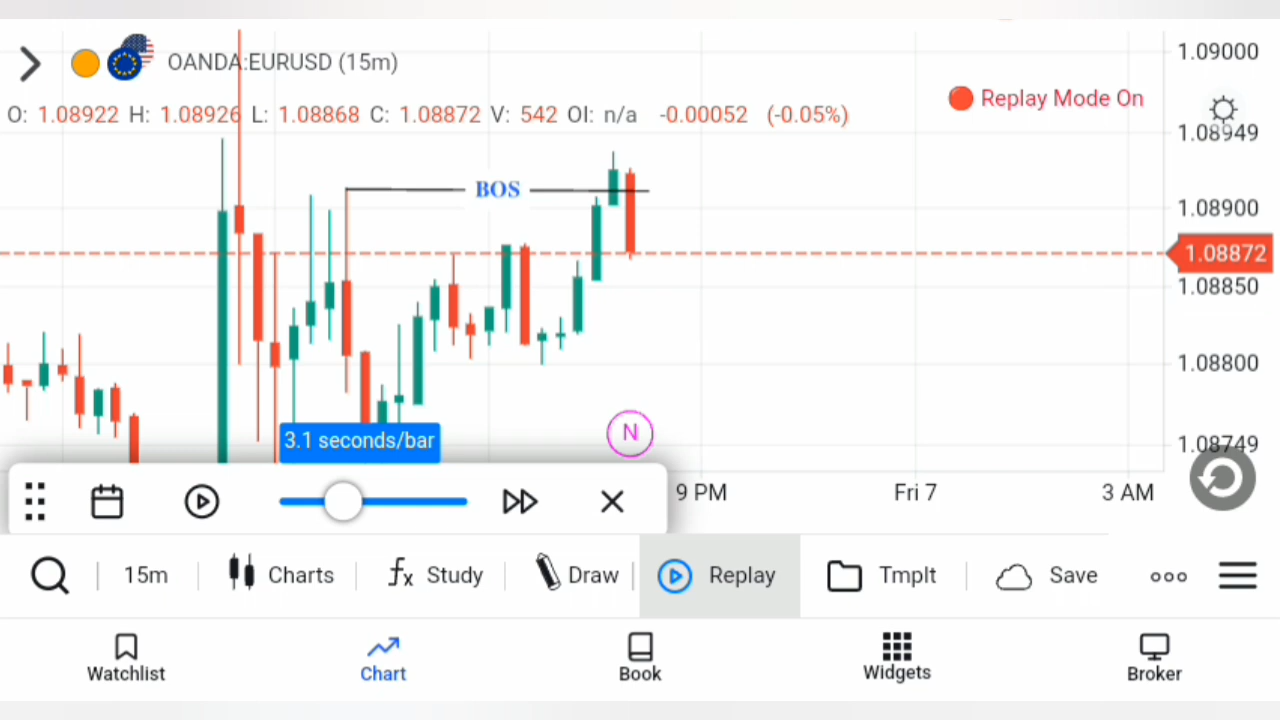 OANDA:EURUSD (15m)
O: 1.08922 H: 1.08926 L: 1.08868 C: 1.08872 V: 542 OI: n/a -0.00052 (-0.05%)
Replay Mode On
1.09000
1.08949
1.08900
1.08872
1.08850
1.08800
1.08749
BOS
N
3.1 seconds/bar
9 PM Fri 7 3 AM
15m Charts fx Study Draw Replay Tmplt Save
Watchlist Chart Book Widgets Broker